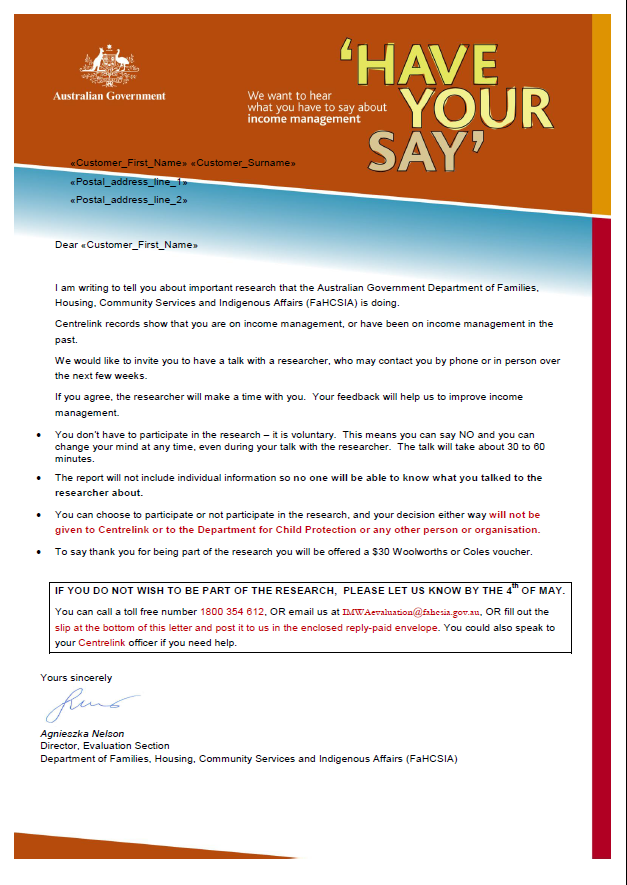 Australian Government
We want to hear
what you have to say about
income management
‘HAVE
YOUR
SAY’
«Customer_First_Name» «Customer_Surname»
«Postal_address_line_1»
«Postal_address_line_2»
Dear «Customer_First_Name»
I am writing to tell you about important research that the Australian Government Department of Families,
Housing, Community Services and Indigenous Affairs (FaHCSIA) is doing.
Centrelink records show that you are on income management, or have been on income management in the
past.
We would like to invite you to have a talk with a researcher, who may contact you by phone or in person over
the next few weeks.
If you agree, the researcher will make a time with you.  Your feedback will help us to improve income
management.
• You don't have to participate in the research – it is voluntary.  This means you can say NO and you can
change your mind at any time, even during your talk with the researcher.  The talk will take about 30 to 60
minutes.
• The report will not include individual information so no one will be able to know what you talked to the
researcher about.
• You can choose to participate or not participate in the research, and your decision either way will not be
given to Centrelink or to the Department for Child Protection or any other person or organisation.
• To say thank you for being part of the research you will be offered a $30 Woolworths or Coles voucher.
IF YOU DO NOT WISH TO BE PART OF THE RESEARCH,  PLEASE LET US KNOW BY THE 4th OF MAY.
You can call a toll free number 1800 354 612, OR email us at IMWAevaluation@fahcsia.gov.au, OR fill out the
slip at the bottom of this letter and post it to us in the enclosed reply-paid envelope. You could also speak to
your Centrelink officer if you need help.
Yours sincerely
Agnieszka Nelson
Director, Evaluation Section
Department of Families, Housing, Community Services and Indigenous Affairs (FaHCSIA)